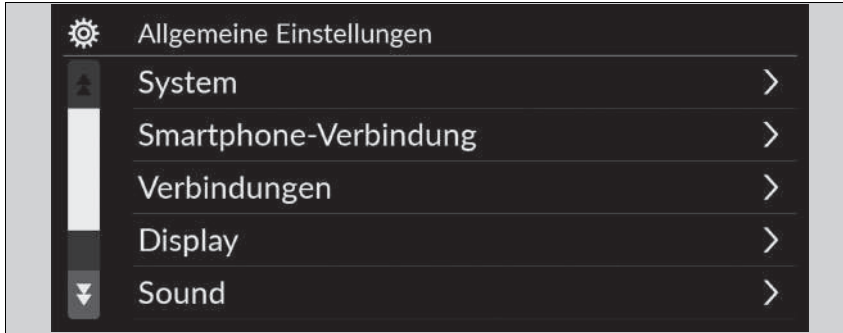 Allgemeine Einstellungen
System
Smartphone-Verbindung
Verbindungen
Display
Sound